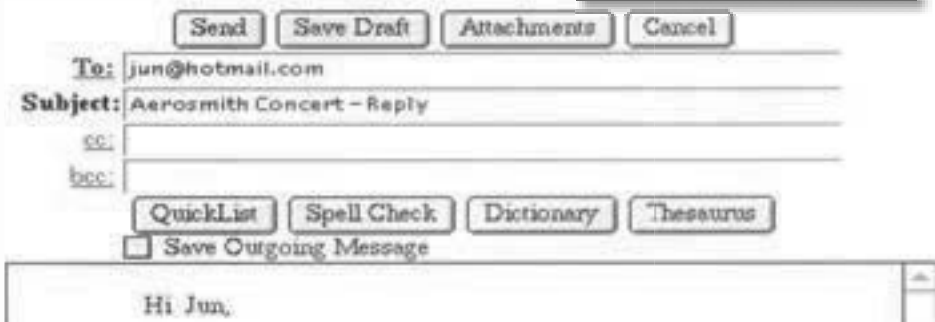 Send Save Draft Attachments Cancel
To: jun@hotmail.com
Subject: Aerosmith Concert – Reply
cc:
bcc:
QuickList Spell Check Dictionary Thesaurus
Save Outgoing Message
Hi Jun,